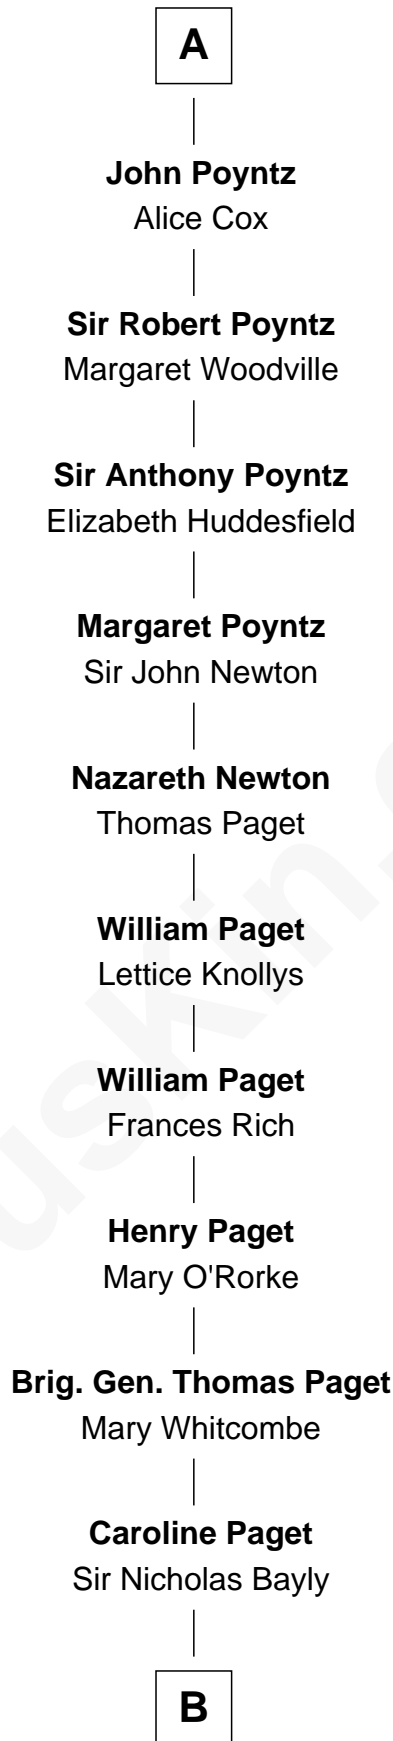 A
John Poyntz
Alice Cox
Sir Robert Poyntz
Margaret Woodville
Sir Anthony Poyntz
Elizabeth Huddesfield
Margaret Poyntz
Sir John Newton
Nazareth Newton
Thomas Paget
William Paget
Lettice Knollys
William Paget
Frances Rich
Henry Paget
Mary O'Rorke
Brig. Gen. Thomas Paget
Mary Whitcombe
Caroline Paget
Sir Nicholas Bayly
B